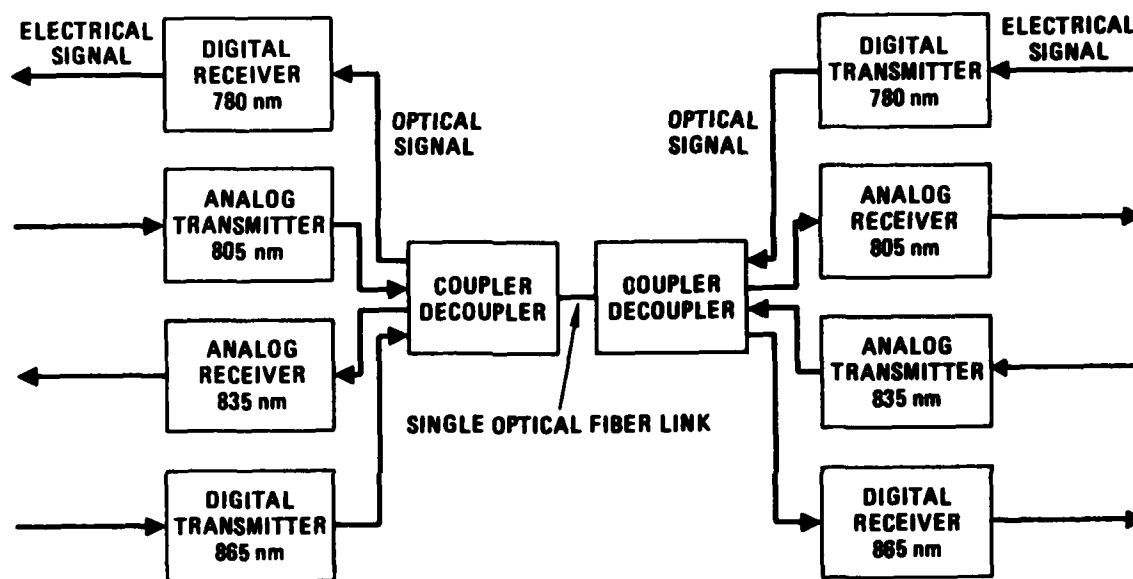 ELECTRICAL
SIGNAL
DIGITAL
RECEIVER
780 nm
OPTICAL
SIGNAL
ANALOG
TRANSMITTER
805 nm
ANALOG
RECEIVER
835 nm
DIGITAL
TRANSMITTER
865 nm
COUPLER
DECOUPLER
SINGLE OPTICAL FIBER LINK
COUPLER
DECOUPLER
OPTICAL
SIGNAL
DIGITAL
TRANSMITTER
780 nm
ELECTRICAL
SIGNAL
ANALOG
RECEIVER
805 nm
ANALOG
TRANSMITTER
835 nm
DIGITAL
RECEIVER
865 nm